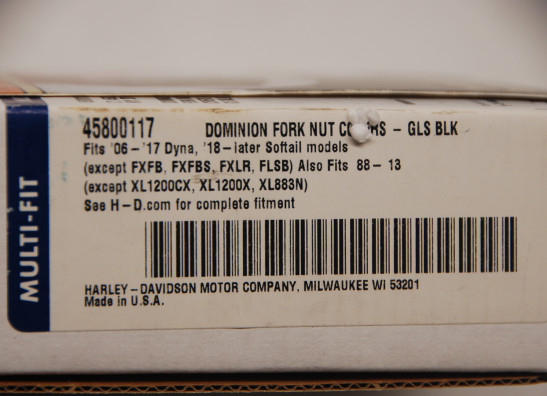 45800117 DOMINION FORK NUT - GLS BLK
Fits '06-'17 Dyna, '18-later Softail models
(except FXFB, FXFBS, FXLR, FLSB) Also Fits 88-13
(except XL1200CX, XL1200X, XL883N)
See H-D.com for complete fitment
HARLEY-DAVIDSON MOTOR COMPANY, MILWAUKEE WI 53201
Made in U.S.A.
MULTI-FIT